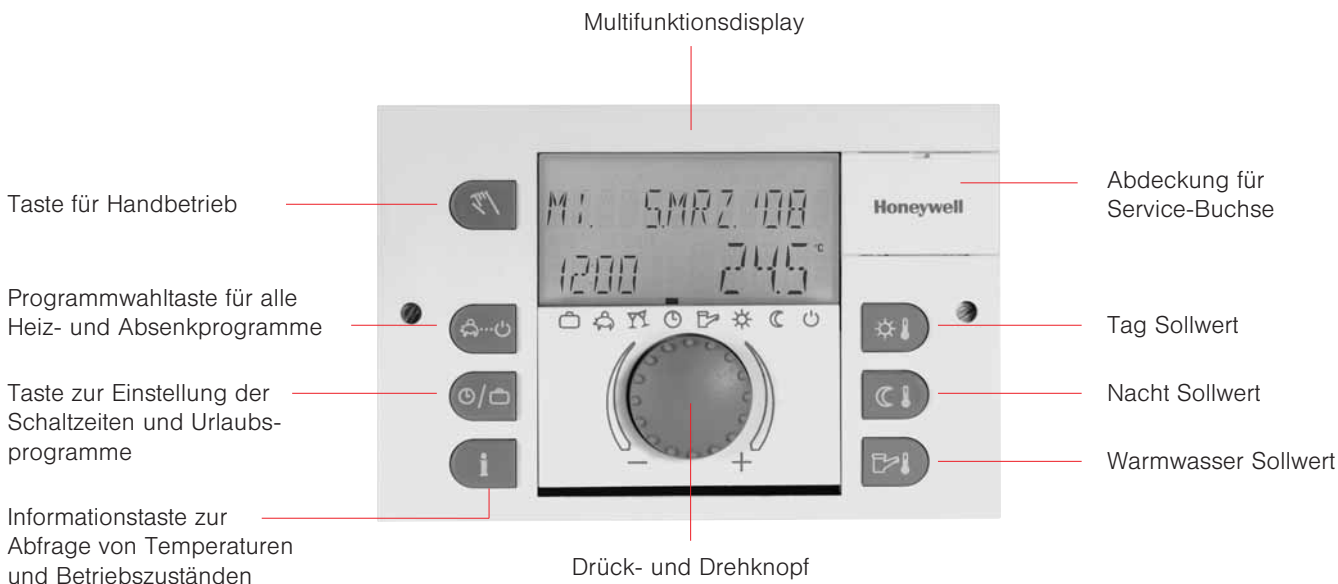 Multifunktionsdisplay
Taste für Handbetrieb
Programmwahltaste für alle
Heiz- und Absenkprogramme
Taste zur Einstellung der
Schaltzeiten und Urlaubs-
programme
Informationstaste zur
Abfrage von Temperaturen
und Betriebszuständen
MI. 5.MRZ.'08
1200 24.5 °C
Honeywell
Abdeckung für
Service-Buchse
Tag Sollwert
Nacht Sollwert
Warmwasser Sollwert
Drück- und Drehknopf